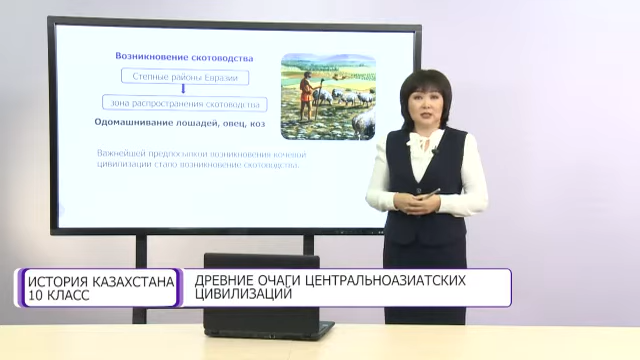 Возникновение скотоводства
Степные районы Евразии
зона распространения скотоводства
Одомашнивание лошадей, овец, коз
Важнейшей предпосылкой возникновения кочевой
цивилизации стало возникновение скотоводства.
ИСТОРИЯ КАЗАХСТАНА
10 КЛАСС
ДРЕВНИЕ ОЧАГИ ЦЕНТРАЛЬНОАЗИАТСКИХ
ЦИВИЛИЗАЦИЙ